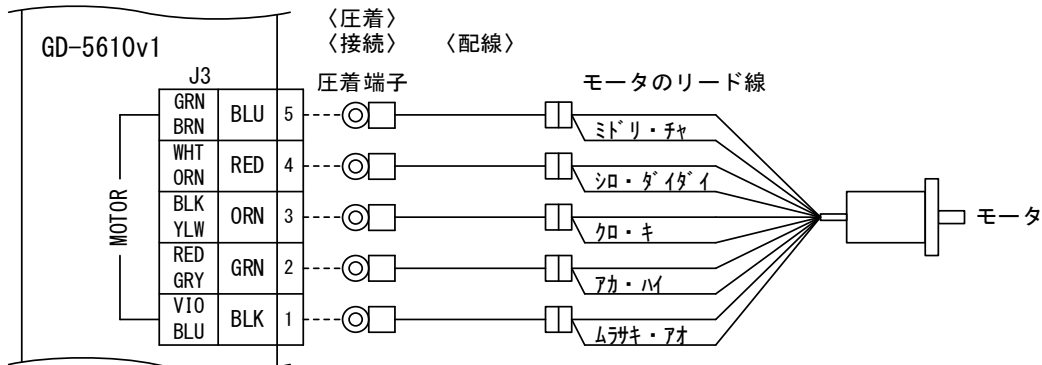 〈圧着〉
〈接続〉 〈配線〉
GD-5610v1
J3 圧着端子 モータのリード線
GRN
BRN BLU 5 ﾐﾄﾞﾘ・ﾁｬ
WHT
ORN RED 4 ｼﾛ・ﾀﾞｲﾀﾞｲ
BLK
YLW ORN 3 ｸﾛ・ｷ
RED
GRY GRN 2 ｱｶ・ﾊｲ
VIO
BLU BLK 1 ﾑﾗｻｷ・ｱｵ
MOTOR
モータ